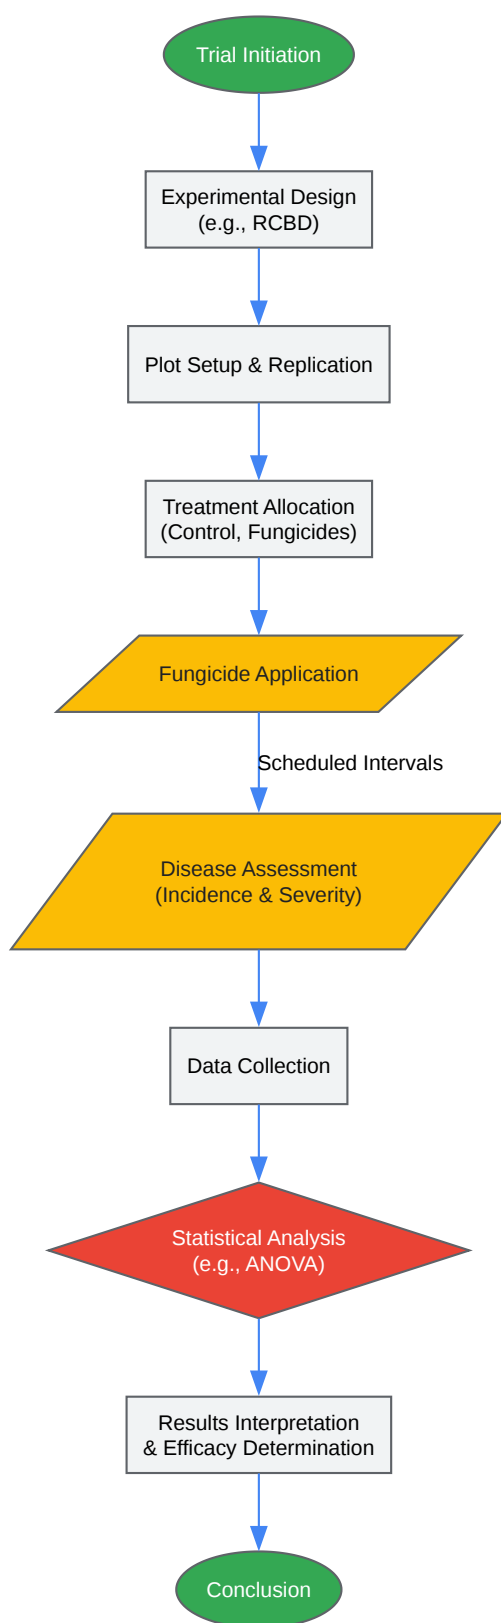 Trial Initiation
Experimental Design
(e.g., RCBD)
Plot Setup & Replication
Treatment Allocation
(Control, Fungicides)
Fungicide Application
Scheduled Intervals
Disease Assessment
(Incidence & Severity)
Data Collection
Statistical Analysis
(e.g., ANOVA)
Results Interpretation
& Efficacy Determination
Conclusion